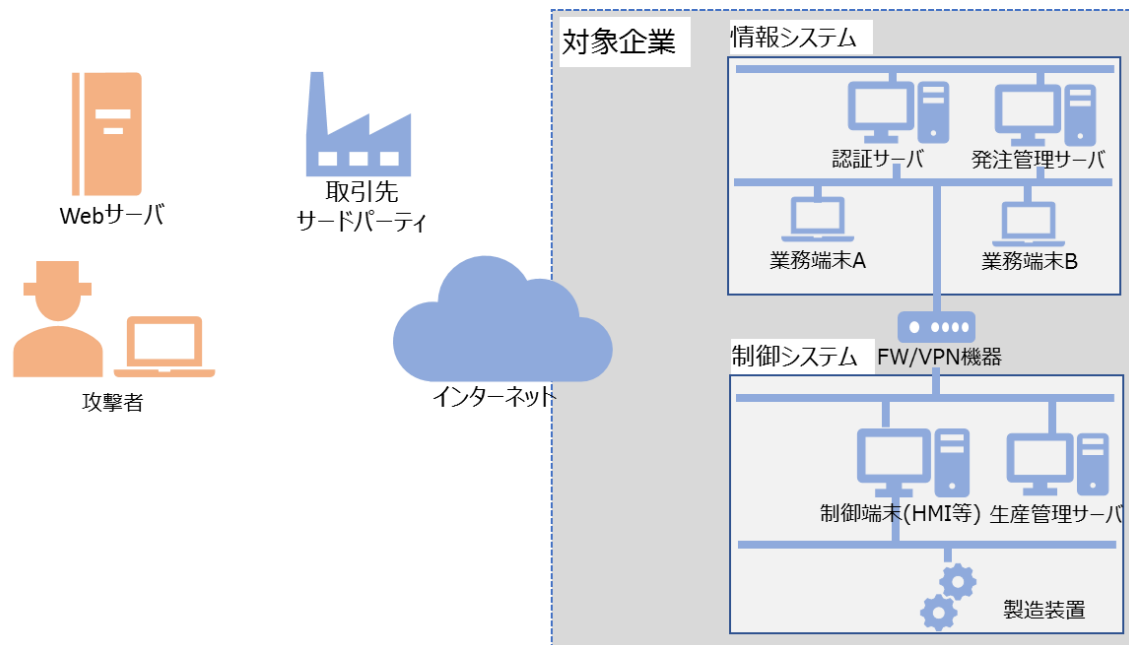 対象企業
情報システム
認証サーバ
発注管理サーバ
Webサーバ
取引先
サードパーティ
業務端末A
業務端末B
攻撃者
インターネット
FW/VPN機器
制御システム
制御端末(HMI等)
生産管理サーバ
製造装置